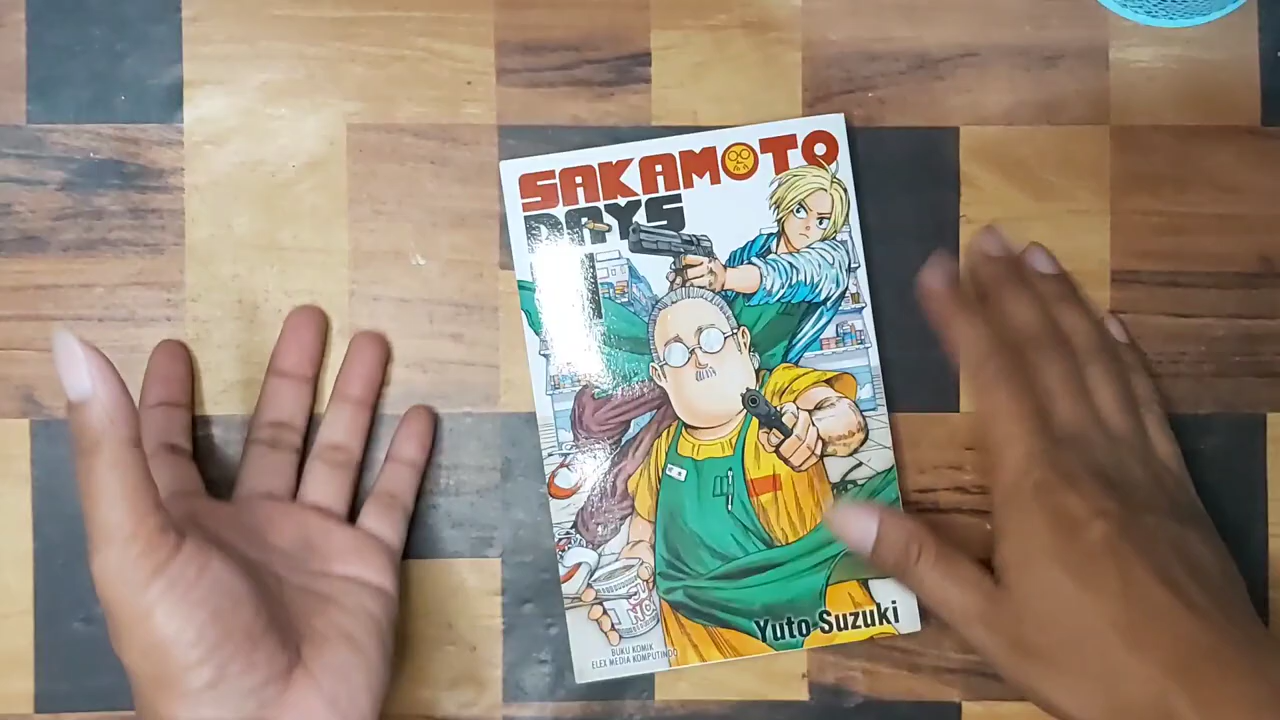 SAKAMOTO
DAYS
Yuto Suzuki
BUKU KOMIK
ELEX MEDIA KOMPUTINDO